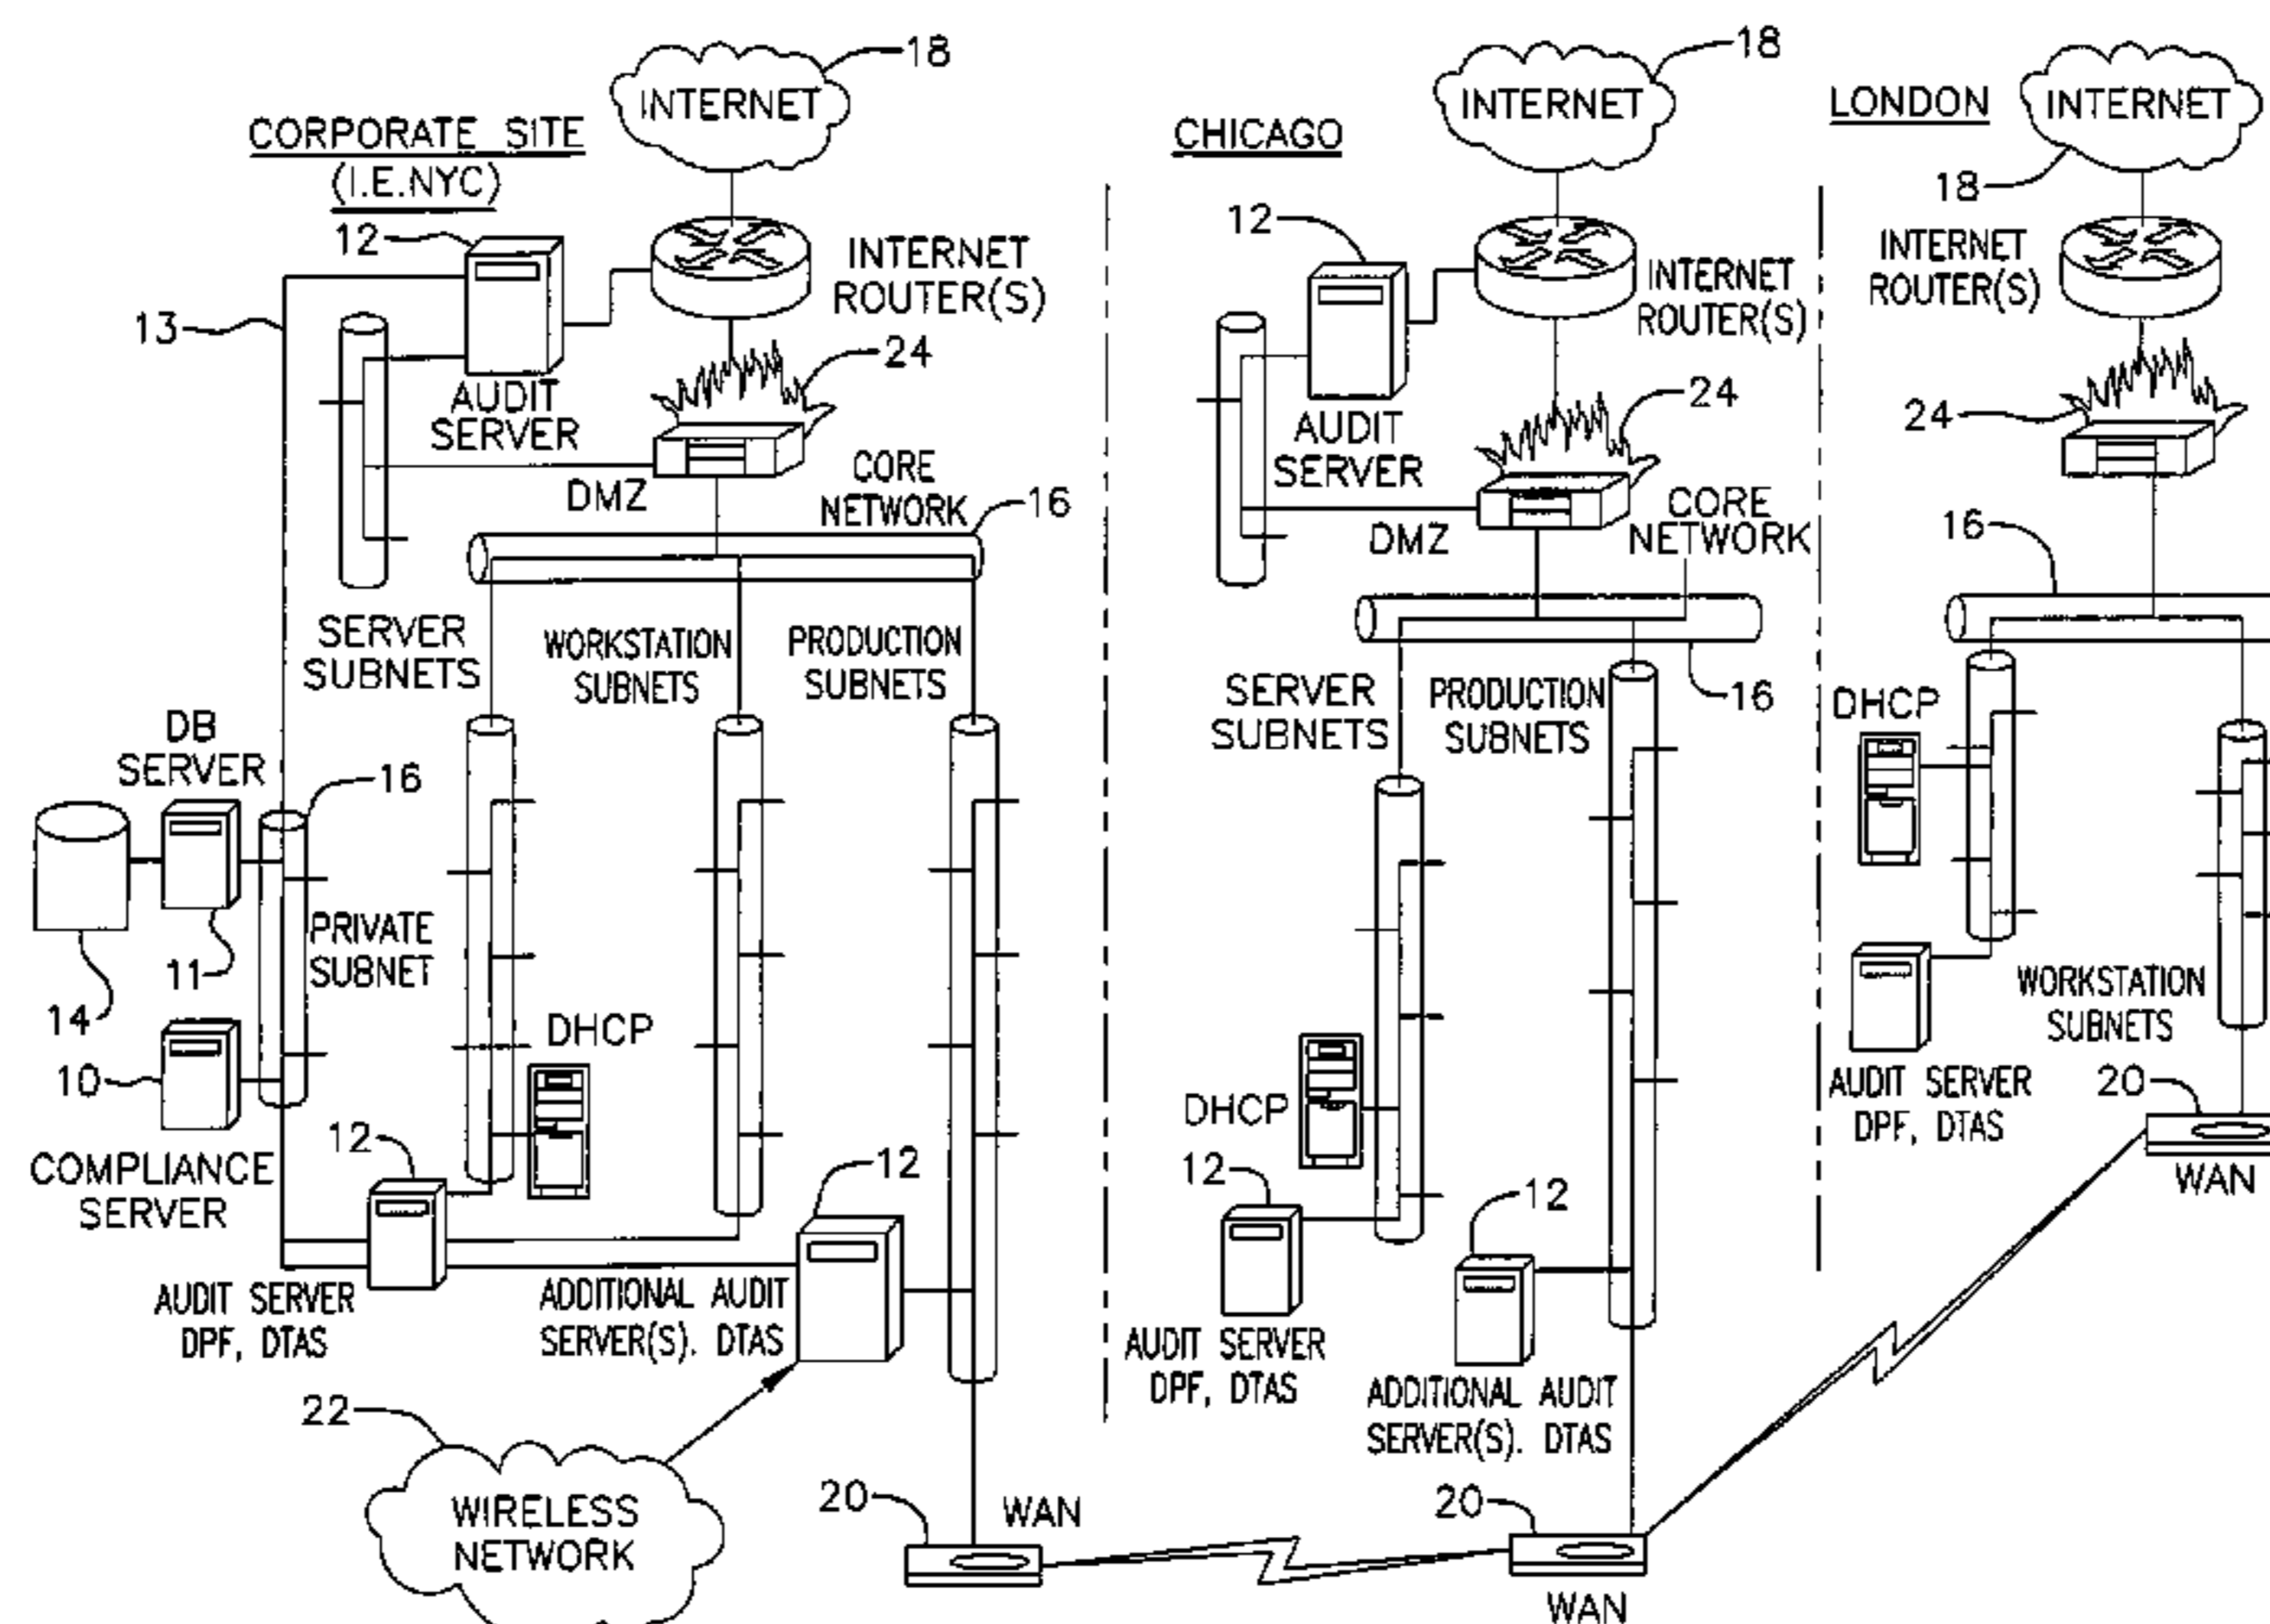 18
INTERNET
CORPORATE SITE
(I.E.NYC)
12
INTERNET
ROUTER(S)
13
24
AUDIT
SERVER
DMZ
CORE
NETWORK
16
SERVER
SUBNETS
WORKSTATION
SUBNETS
PRODUCTION
SUBNETS
DB
SERVER
16
PRIVATE
SUBNET
11
14
DHCP
10
COMPLIANCE
SERVER
12
12
AUDIT SERVER
DPF, DTAS
ADDITIONAL AUDIT
SERVER(S). DTAS
22
WIRELESS
NETWORK
20
WAN
18
INTERNET
CHICAGO
12
INTERNET
ROUTER(S)
24
AUDIT
SERVER
DMZ
CORE
NETWORK
16
SERVER
SUBNETS
PRODUCTION
SUBNETS
DHCP
12
12
AUDIT SERVER
DPF, DTAS
ADDITIONAL AUDIT
SERVER(S). DTAS
20
WAN
LONDON
INTERNET
18
INTERNET
ROUTER(S)
24
16
DHCP
WORKSTATION
SUBNETS
AUDIT SERVER
DPF, DTAS
20
WAN